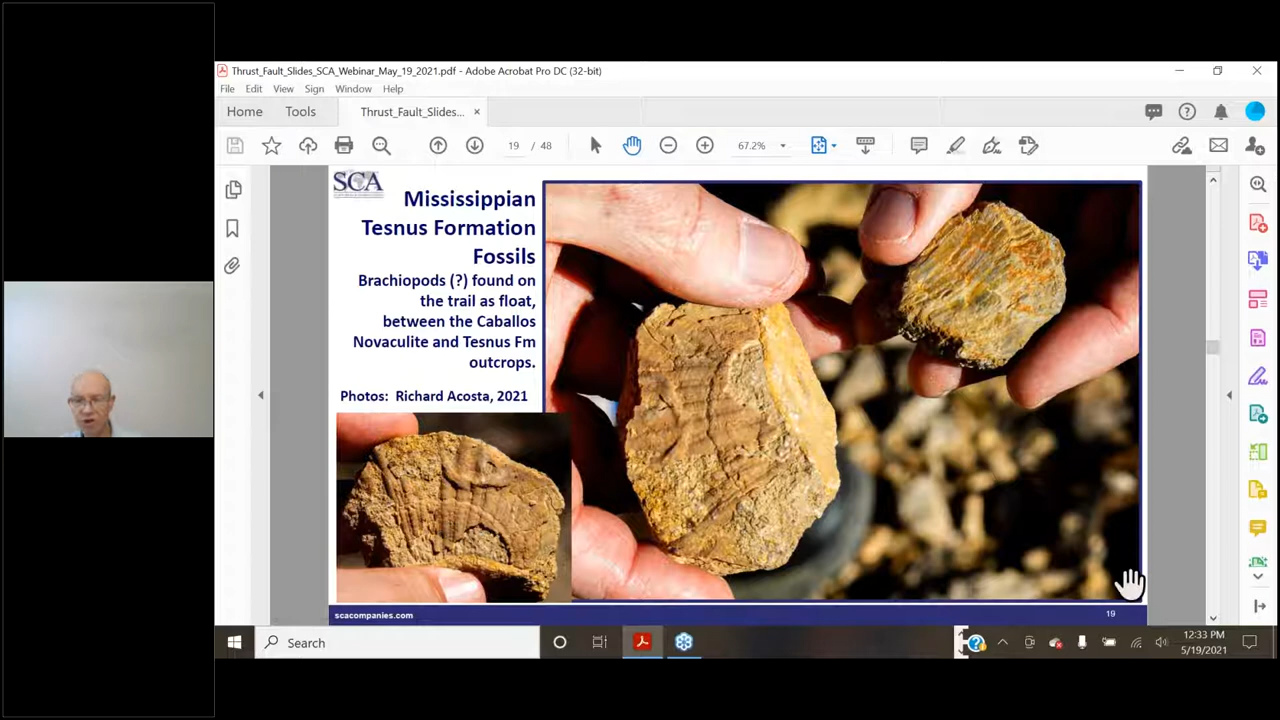 Thrust_Fault_Slides_SCA_Webinar_May_19_2021.pdf - Adobe Acrobat Pro DC (32-bit)
File Edit View Sign Window Help
Home Tools Thrust_Fault_Slides...
19 / 48
67.2%
SCA
Mississippian
Tesnus Formation
Fossils
Brachiopods (?) found on
the trail as float,
between the Caballos
Novaculite and Tesnus Fm
outcrops.
Photos: Richard Acosta, 2021
scacompanies.com
19
Search
12:33 PM
5/19/2021